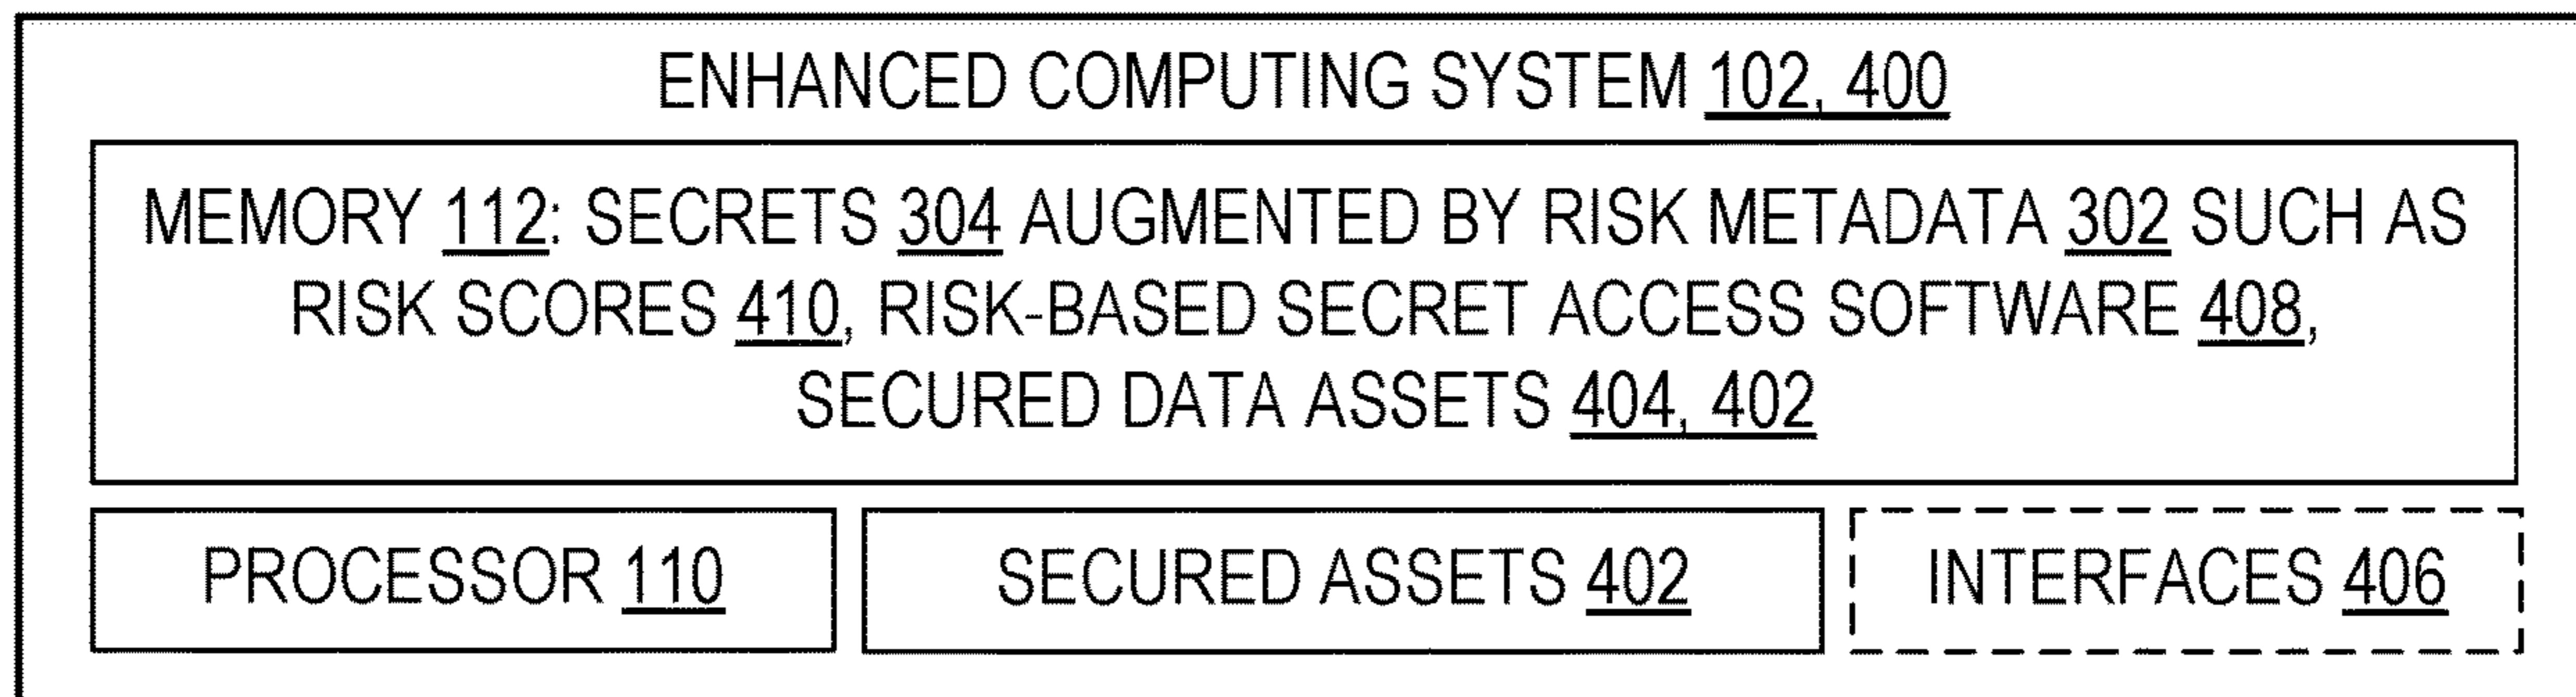 ENHANCED COMPUTING SYSTEM 102, 400
MEMORY 112: SECRETS 304 AUGMENTED BY RISK METADATA 302 SUCH AS
RISK SCORES 410, RISK-BASED SECRET ACCESS SOFTWARE 408,
SECURED DATA ASSETS 404, 402
PROCESSOR 110
SECURED ASSETS 402
INTERFACES 406